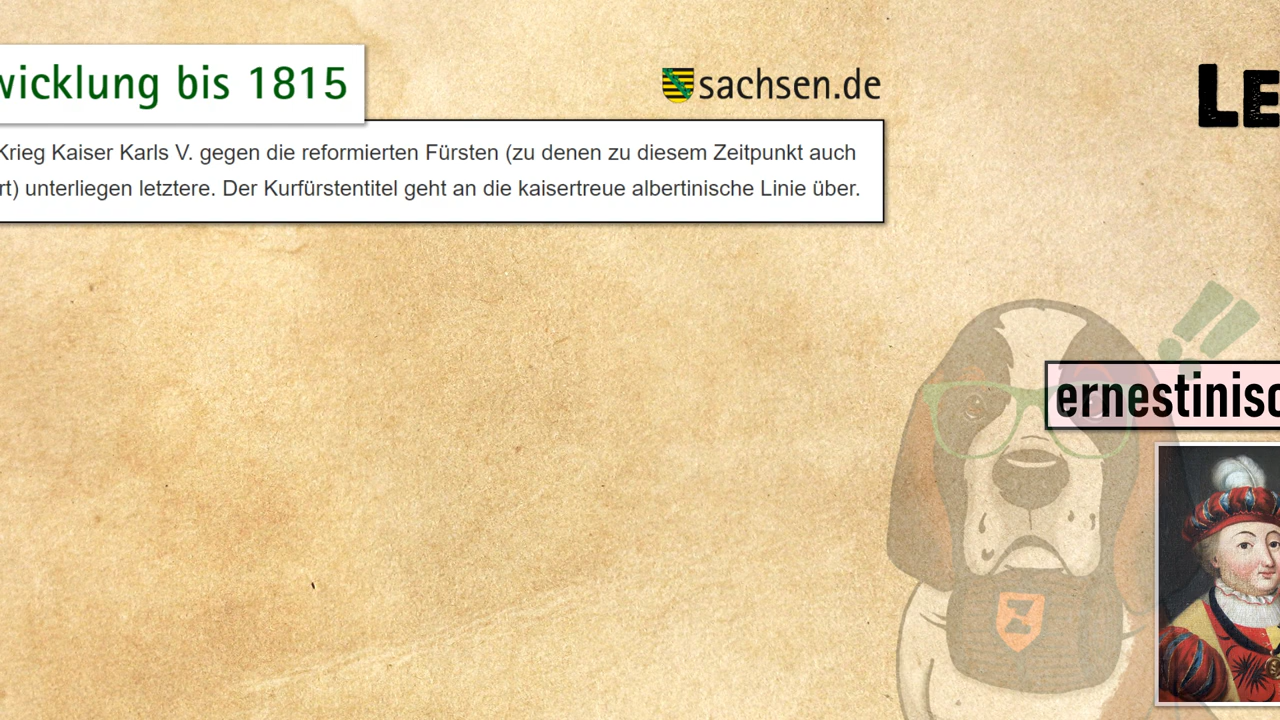 wicklung bis 1815
sachsen.de
Le
Krieg Kaiser Karls V. gegen die reformierten Fürsten (zu denen zu diesem Zeitpunkt auch
rt) unterliegen letztere. Der Kurfürstentitel geht an die kaisertreue albertinische Linie über.
ernestinisc